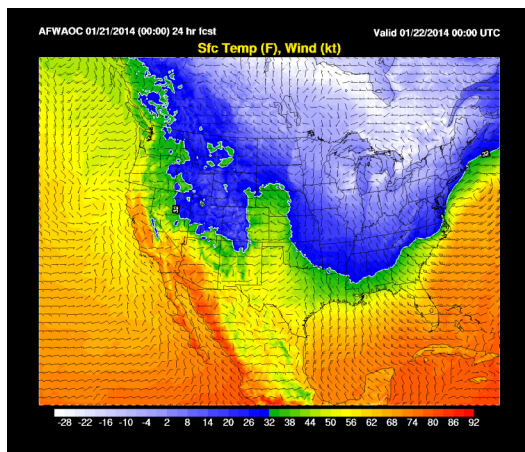 AFWAOC 01/21/2014 (00:00) 24 hr fcst Valid 01/22/2014 00:00 UTC
Sfc Temp (F), Wind (kt)
-28 -22 -16 -10 -4 2 8 14 20 26 32 38 44 50 56 62 68 74 80 86 92